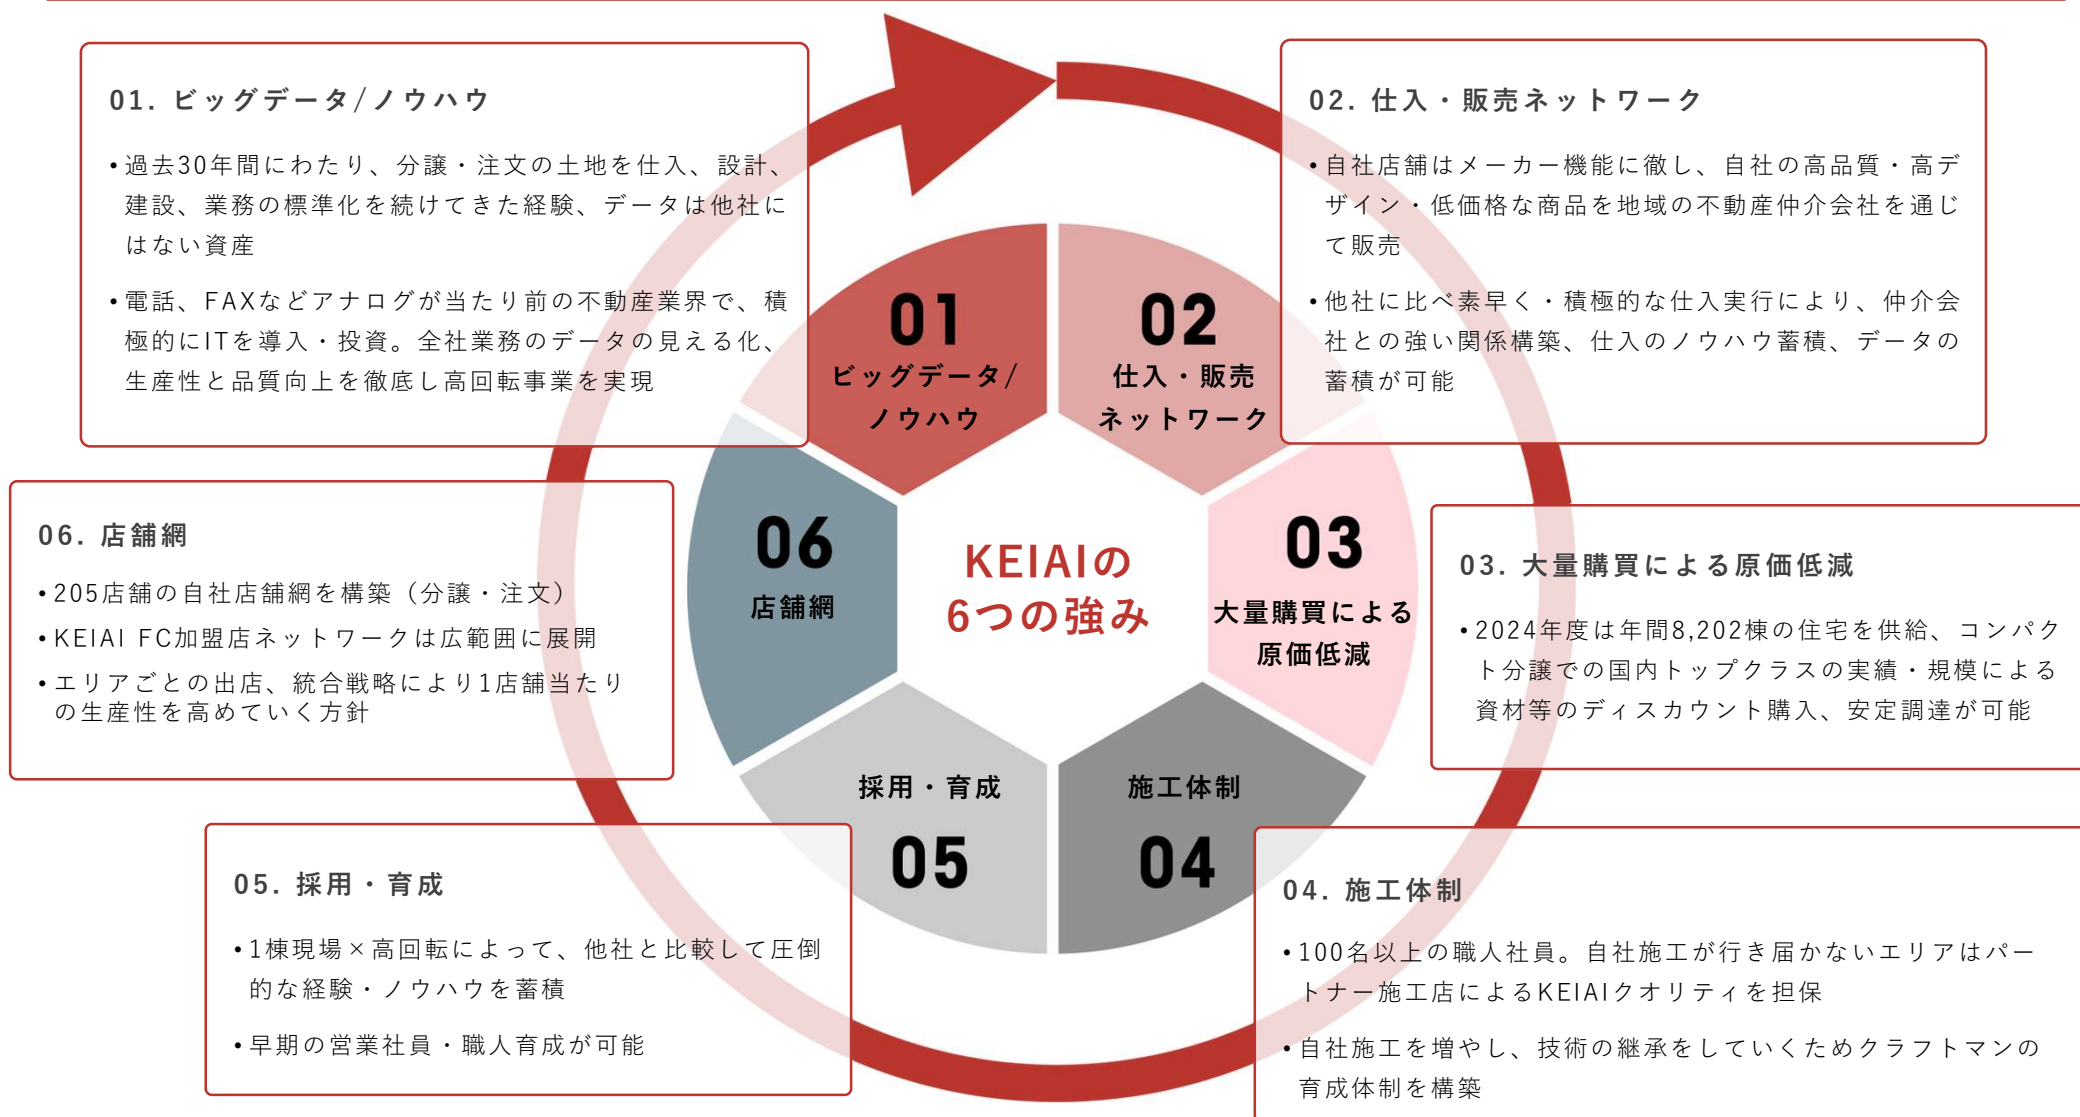 01. ビッグデータ/ノウハウ
•過去30年間にわたり、分譲・注文の土地を仕入、設計、
建設、業務の標準化を続けてきた経験、データは他社に
はない資産
•電話、FAXなどアナログが当たり前の不動産業界で、積
極的にITを導入・投資。全社業務のデータの見える化、
生産性と品質向上を徹底し高回転事業を実現
02. 仕入・販売ネットワーク
•自社店舗はメーカー機能に徹し、自社の高品質・高デ
ザイン・低価格な商品を地域の不動産仲介会社を通じ
て販売
•他社に比べ素早く・積極的な仕入実行により、仲介会
社との強い関係構築、仕入のノウハウ蓄積、データの
蓄積が可能
01
ビッグデータ/
ノウハウ
02
仕入・販売
ネットワーク
06
店舗網
KEIAIの
6つの強み
03
大量購買による
原価低減
採用・育成
05
施工体制
04
06. 店舗網
•205店舗の自社店舗網を構築（分譲・注文）
•KEIAI FC加盟店ネットワークは広範囲に展開
•エリアごとの出店、統合戦略により1店舗当たり
の生産性を高めていく方針
03. 大量購買による原価低減
•2024年度は年間8,202棟の住宅を供給、コンパク
ト分譲での国内トップクラスの実績・規模による
資材等のディスカウント購入、安定調達が可能
05. 採用・育成
•1棟現場×高回転によって、他社と比較して圧倒
的な経験・ノウハウを蓄積
•早期の営業社員・職人育成が可能
04. 施工体制
•100名以上の職人社員。自社施工が行き届かないエリアはパー
トナー施工店によるKEIAIクオリティを担保
•自社施工を増やし、技術の継承をしていくためクラフトマンの
育成体制を構築